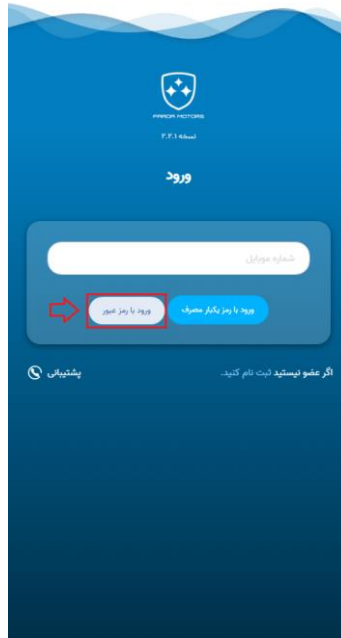 FARDA MOTORS
نسخه ۲.۲.۱
ورود
شماره موبایل
ورود با رمز یکبار مصرف
ورود با رمز عبور
اگر عضو نیستید ثبت نام کنید.
پشتیبانی